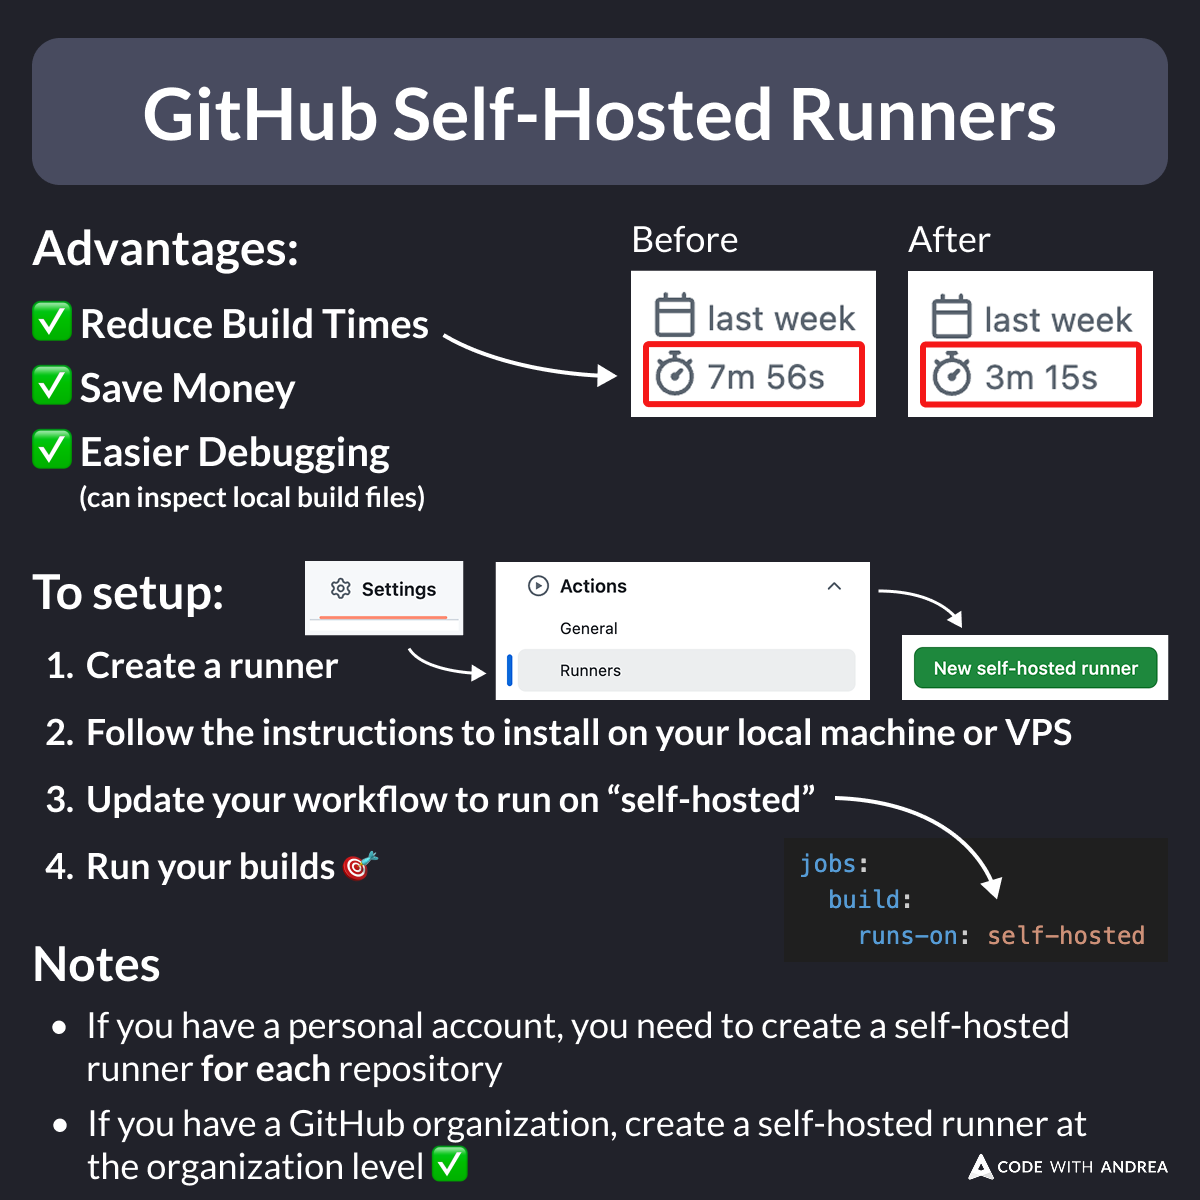 GitHub Self-Hosted Runners
Advantages:
✅ Reduce Build Times
✅ Save Money
✅ Easier Debugging
(can inspect local build files)
Before
last week
7m 56s
After
last week
3m 15s
To setup:
Settings
Actions
General
Runners
New self-hosted runner
1. Create a runner
2. Follow the instructions to install on your local machine or VPS
3. Update your workflow to run on “self-hosted”
4. Run your builds 🎯
jobs:
  build:
    runs-on: self-hosted
Notes
• If you have a personal account, you need to create a self-hosted
runner for each repository
• If you have a GitHub organization, create a self-hosted runner at
the organization level ✅
CODE WITH ANDREA